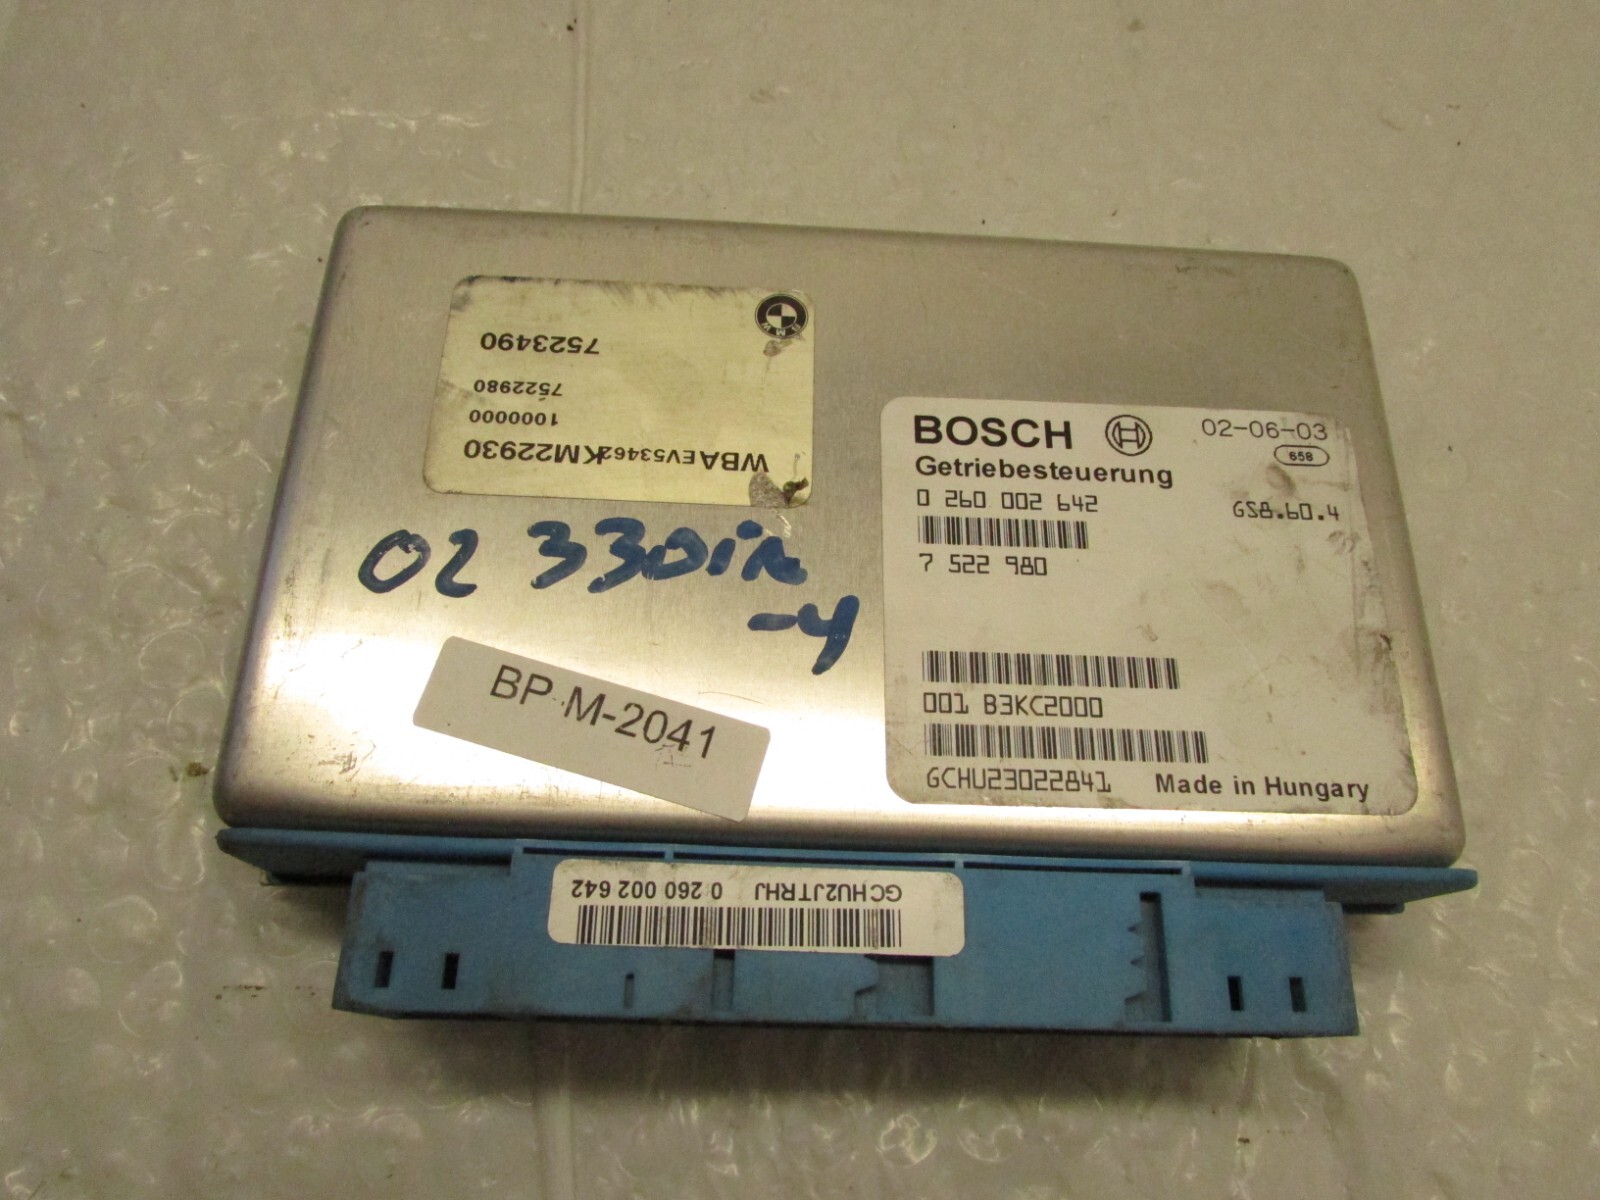 BMW
7523490
7522980
1000000
WBAEV53462KM22930
BOSCH
02-06-03
658
Getriebesteuerung
0 260 002 642
GS8.60.4
7 522 980
001 B3KC2000
GCHU23022841
Made in Hungary
02 330ia
-y
BP M-2041
GCHU2JTRHJ 0 260 002 642